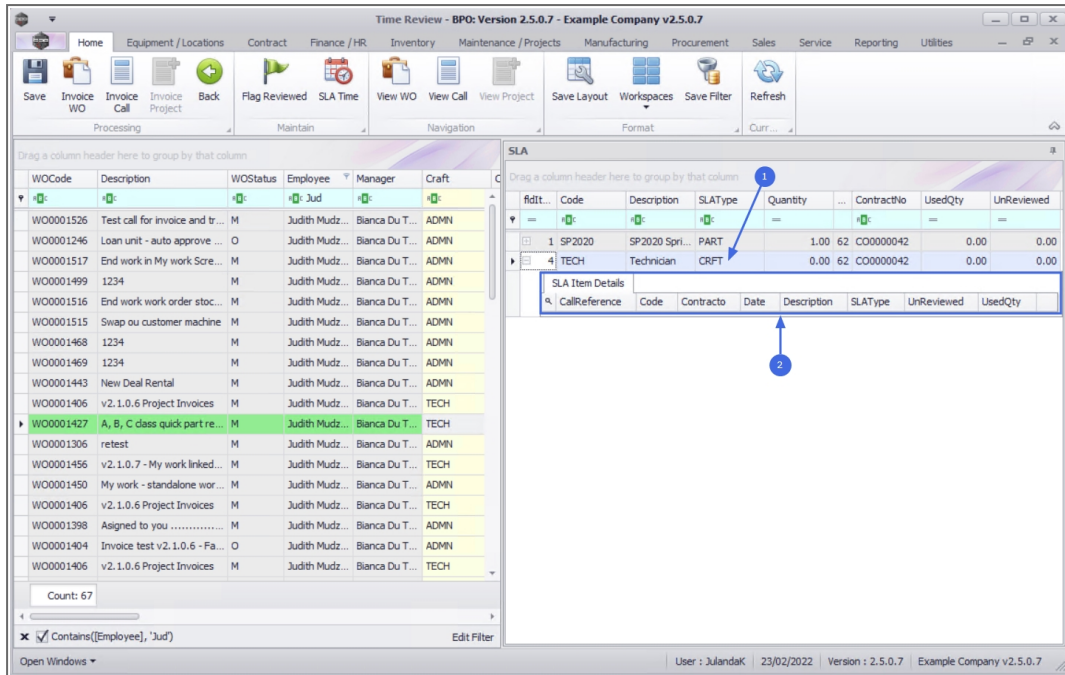 Time Review - BPO: Version 2.5.0.7 - Example Company v2.5.0.7
Home Equipment / Locations Contract Finance / HR Inventory Maintenance / Projects Manufacturing Procurement Sales Service Reporting Utilities
Save Invoice WO Invoice Call Invoice Project Back Flag Reviewed SLA Time View WO View Call View Project Save Layout Workspaces Save Filter Refresh
Processing Maintain Navigation Format Curr...
Drag a column header here to group by that column
WOCode Description WOStatus Employee Manager Craft C
Jud
WO0001526 Test call for invoice and tr... M Judith Mudz... Bianca Du T... ADMN
WO0001246 Loan unit - auto approve ... O Judith Mudz... Bianca Du T... ADMN
WO0001517 End work in My work Scre... M Judith Mudz... Bianca Du T... ADMN
WO0001499 1234 M Judith Mudz... Bianca Du T... ADMN
WO0001516 End work work order stoc... M Judith Mudz... Bianca Du T... ADMN
WO0001515 Swap ou customer machine M Judith Mudz... Bianca Du T... ADMN
WO0001468 1234 M Judith Mudz... Bianca Du T... ADMN
WO0001469 1234 M Judith Mudz... Bianca Du T... ADMN
WO0001443 New Deal Rental M Judith Mudz... Bianca Du T... ADMN
WO0001406 v2.1.0.6 Project Invoices M Judith Mudz... Bianca Du T... TECH
WO0001427 A, B, C class quick part re... M Judith Mudz... Bianca Du T... TECH
WO0001306 retest M Judith Mudz... Bianca Du T... ADMN
WO0001456 v2.1.0.7 - My work linked... M Judith Mudz... Bianca Du T... TECH
WO0001450 My work - standalone wor... M Judith Mudz... Bianca Du T... ADMN
WO0001406 v2.1.0.6 Project Invoices M Judith Mudz... Bianca Du T... TECH
WO0001398 Asigned to you ............... M Judith Mudz... Bianca Du T... ADMN
WO0001404 Invoice test v2.1.0.6 - Fa... O Judith Mudz... Bianca Du T... ADMN
WO0001406 v2.1.0.6 Project Invoices M Judith Mudz... Bianca Du T... TECH
Count: 67
Contains([Employee], 'Jud') Edit Filter
SLA
Drag a column header here to group by that column
1
fldIt... Code Description SLAType Quantity ... ContractNo UsedQty UnReviewed
= = = =
1 SP2020 SP2020 Spri... PART 1.00 62 CO0000042 0.00 0.00
4 TECH Technician CRFT 0.00 62 CO0000042 0.00 0.00
SLA Item Details
CallReference Code Contracto Date Description SLAType UnReviewed UsedQty
2
Open Windows User : JulandaK 23/02/2022 Version : 2.5.0.7 Example Company v2.5.0.7